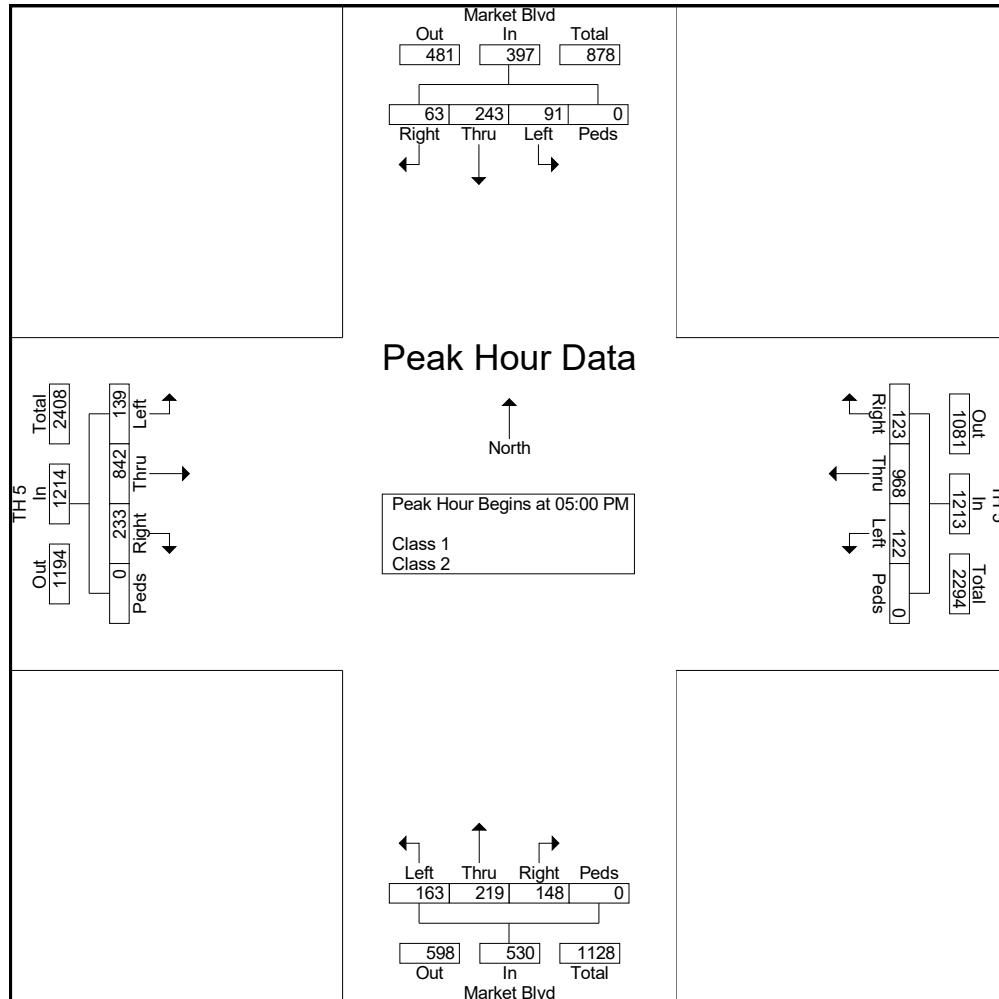 Market Blvd
Out In Total
481 397 878
63 243 91 0
Right Thru Left Peds
Peak Hour Data
North
Peak Hour Begins at 05:00 PM
Class 1
Class 2
TH 5
Total In Out
2408 1214 1194
139 842 233 0
Left Thru Right Peds
Right Thru Left Peds
123 968 122 0
1081 1213 2294
Out In Total
Left Thru Right Peds
163 219 148 0
598 530 1128
Out In Total
Market Blvd